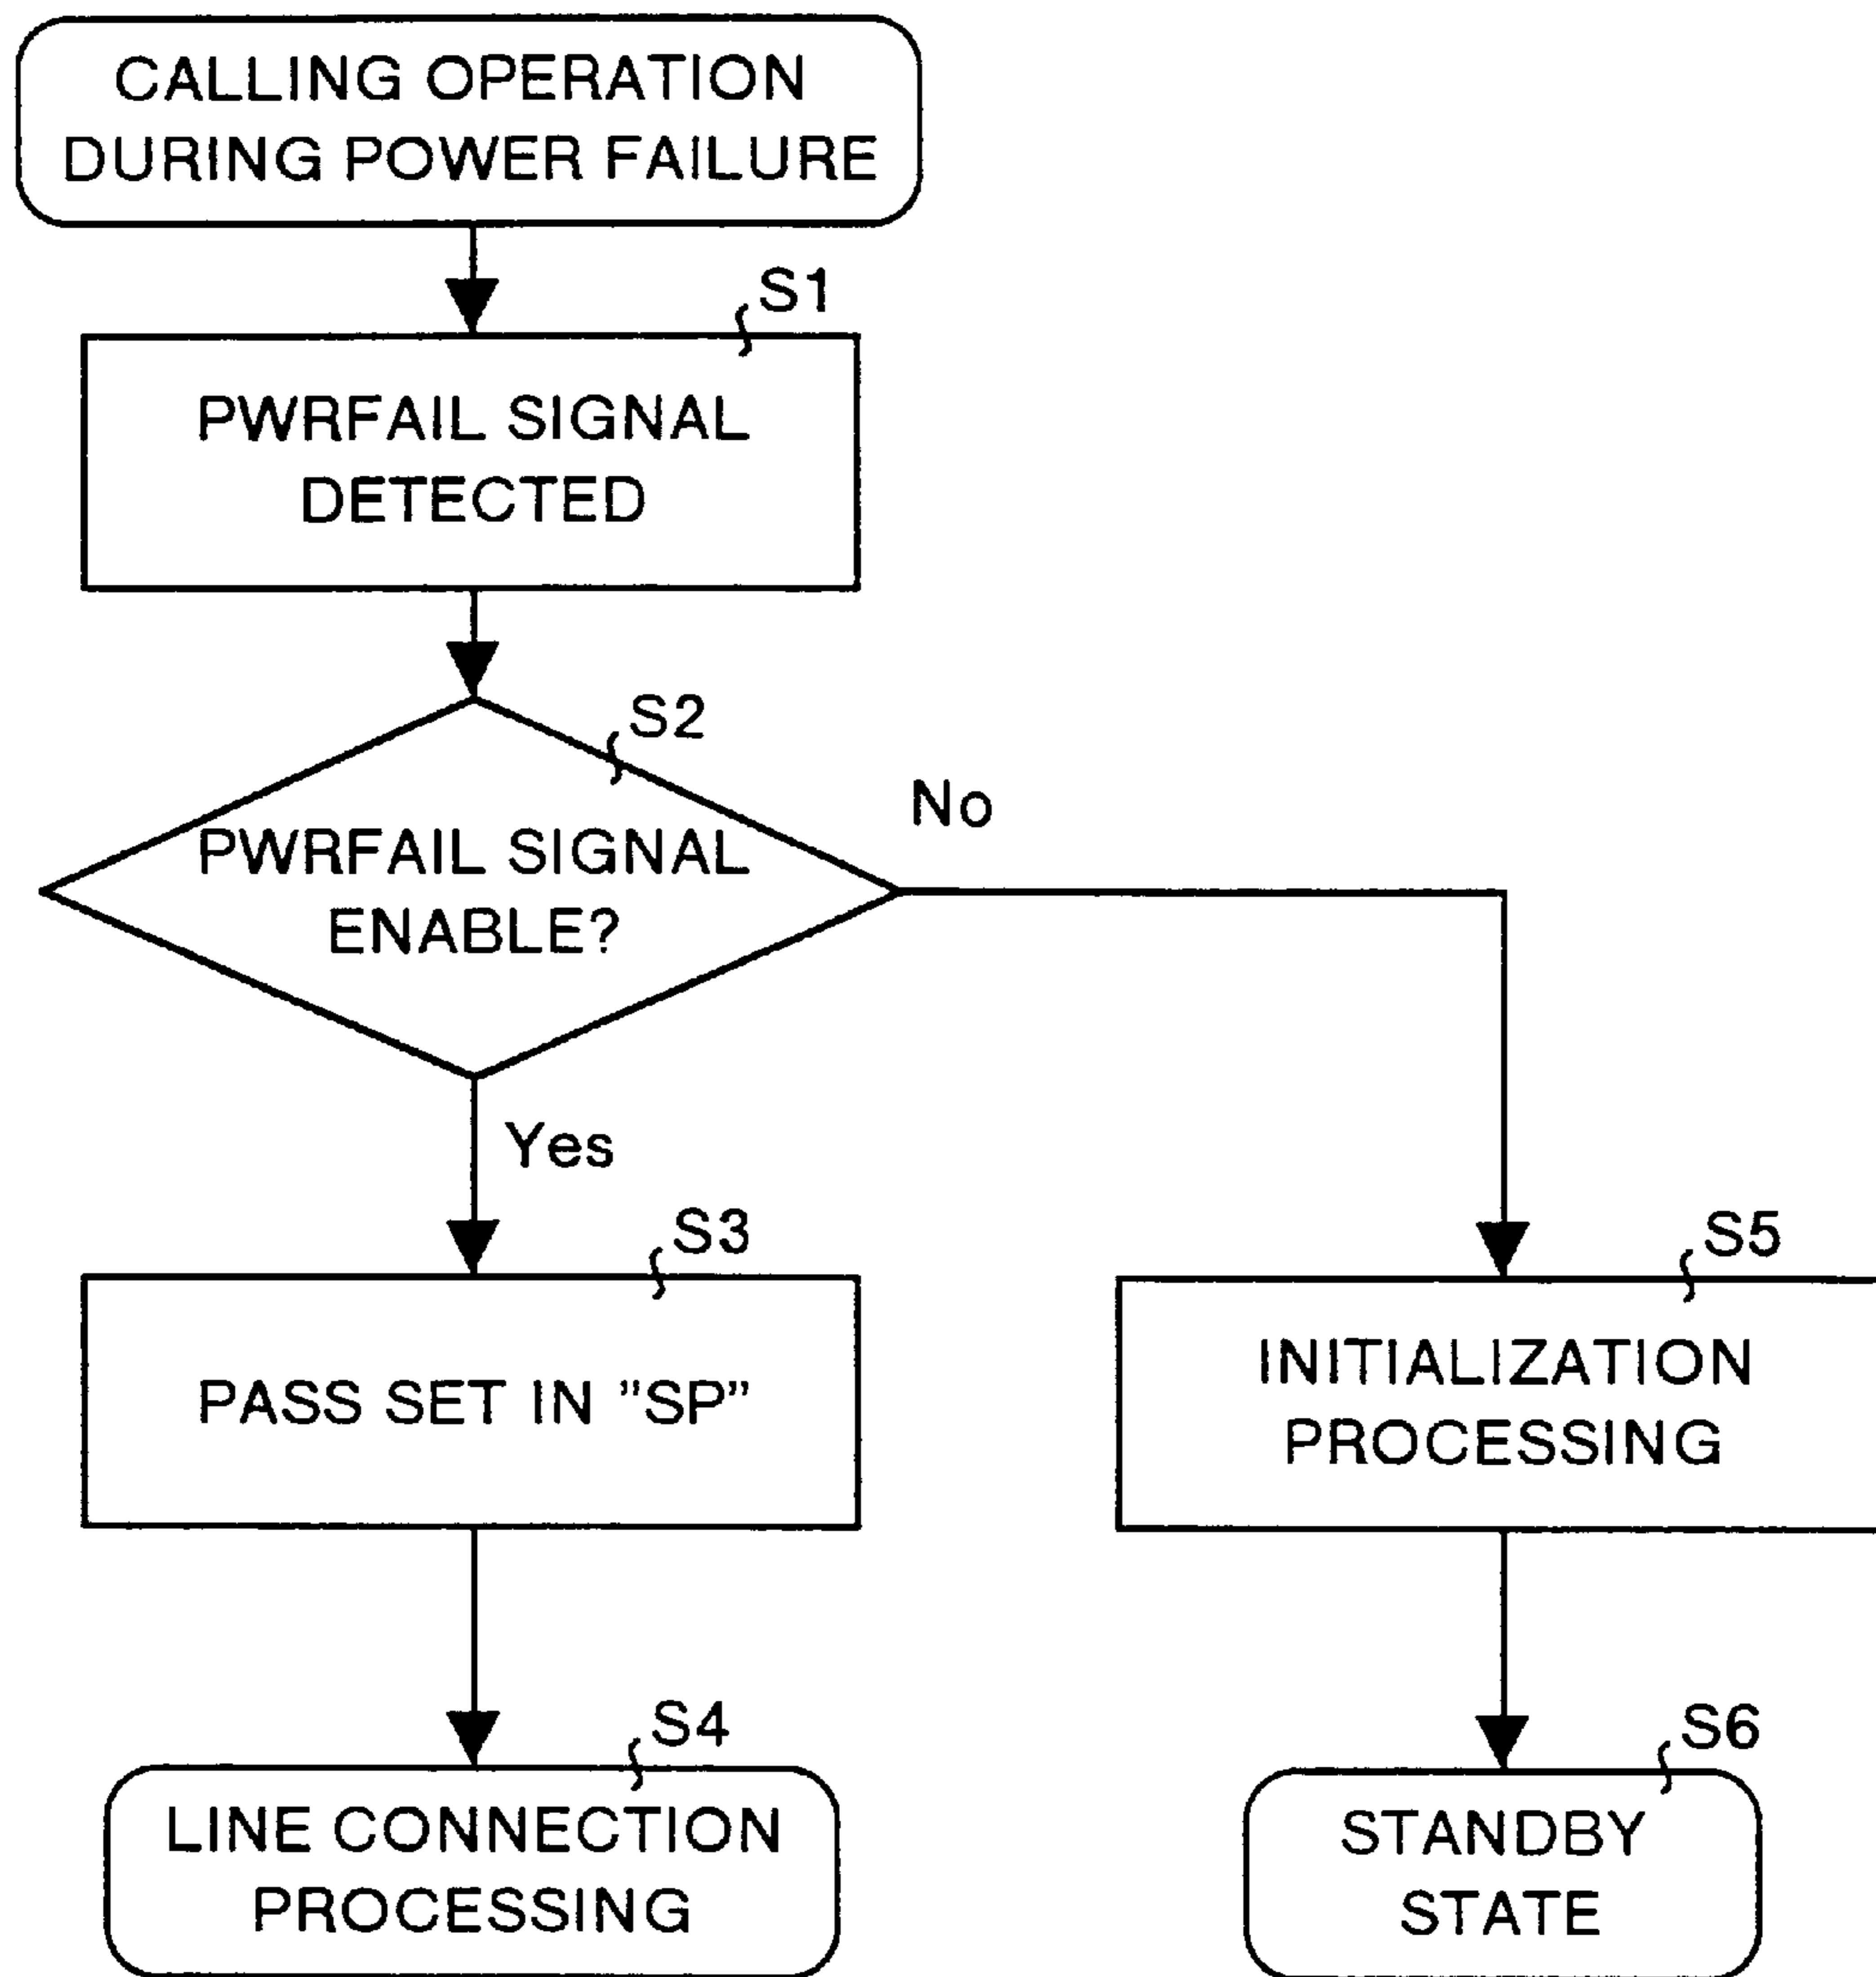 CALLING OPERATION
DURING POWER FAILURE
S1
PWRFAIL SIGNAL
DETECTED
S2
PWRFAIL SIGNAL
ENABLE?
No
Yes
S3
PASS SET IN "SP"
S5
INITIALIZATION
PROCESSING
S4
LINE CONNECTION
PROCESSING
S6
STANDBY
STATE